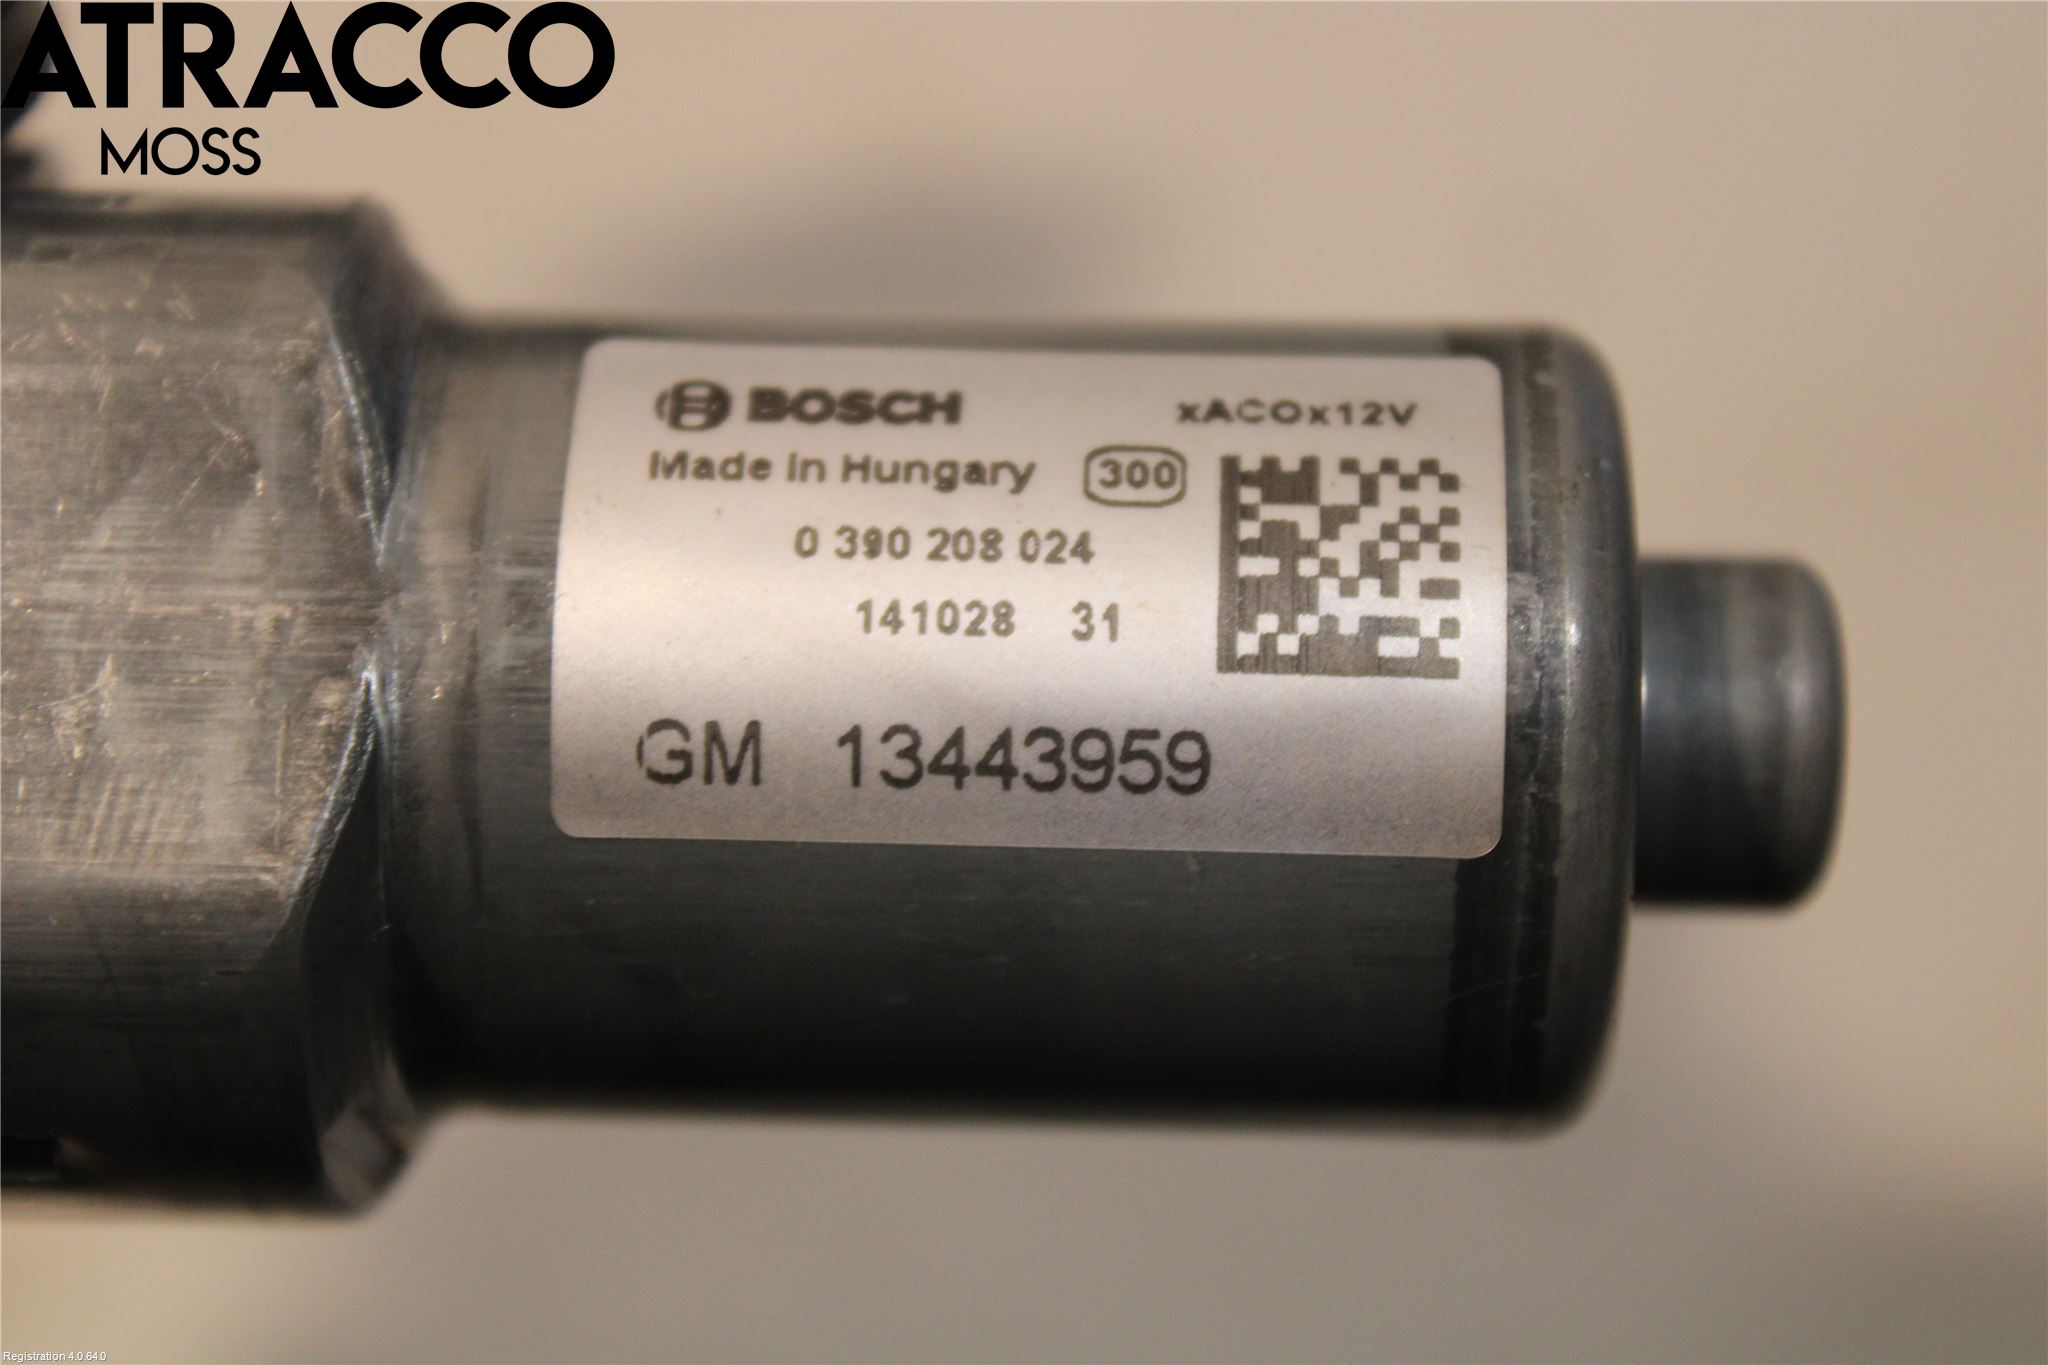 ATRACCO
MOSS
BOSCH xACOx12V
Made in Hungary 300
0 390 208 024
141028 31
GM 13443959
Registration 4.0.64.0